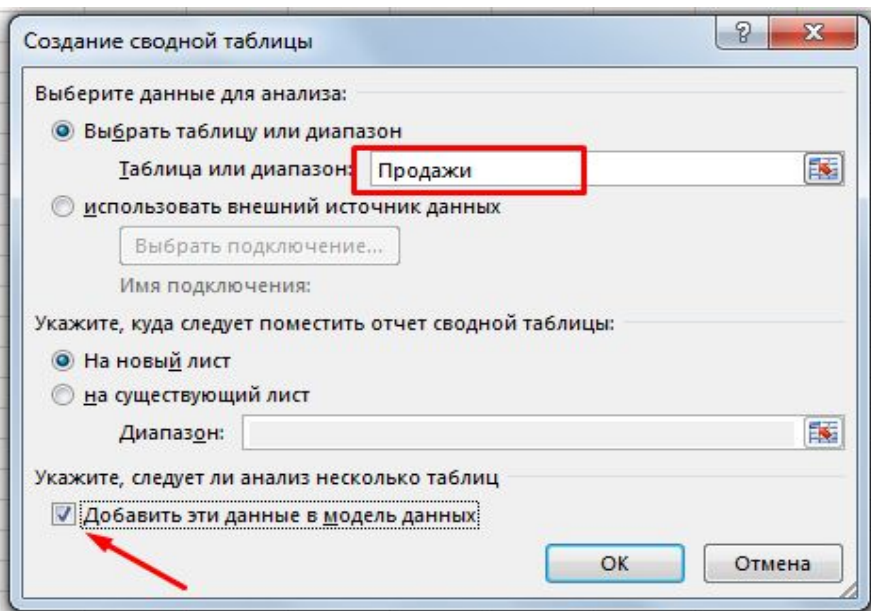 Создание сводной таблицы
?
Выберите данные для анализа:
Выбрать таблицу или диапазон
Таблица или диапазон: Продажи
использовать внешний источник данных
Выбрать подключение...
Имя подключения:
Укажите, куда следует поместить отчет сводной таблицы:
На новый лист
на существующий лист
Диапазон:
Укажите, следует ли анализ несколько таблиц
Добавить эти данные в модель данных
ОК Отмена